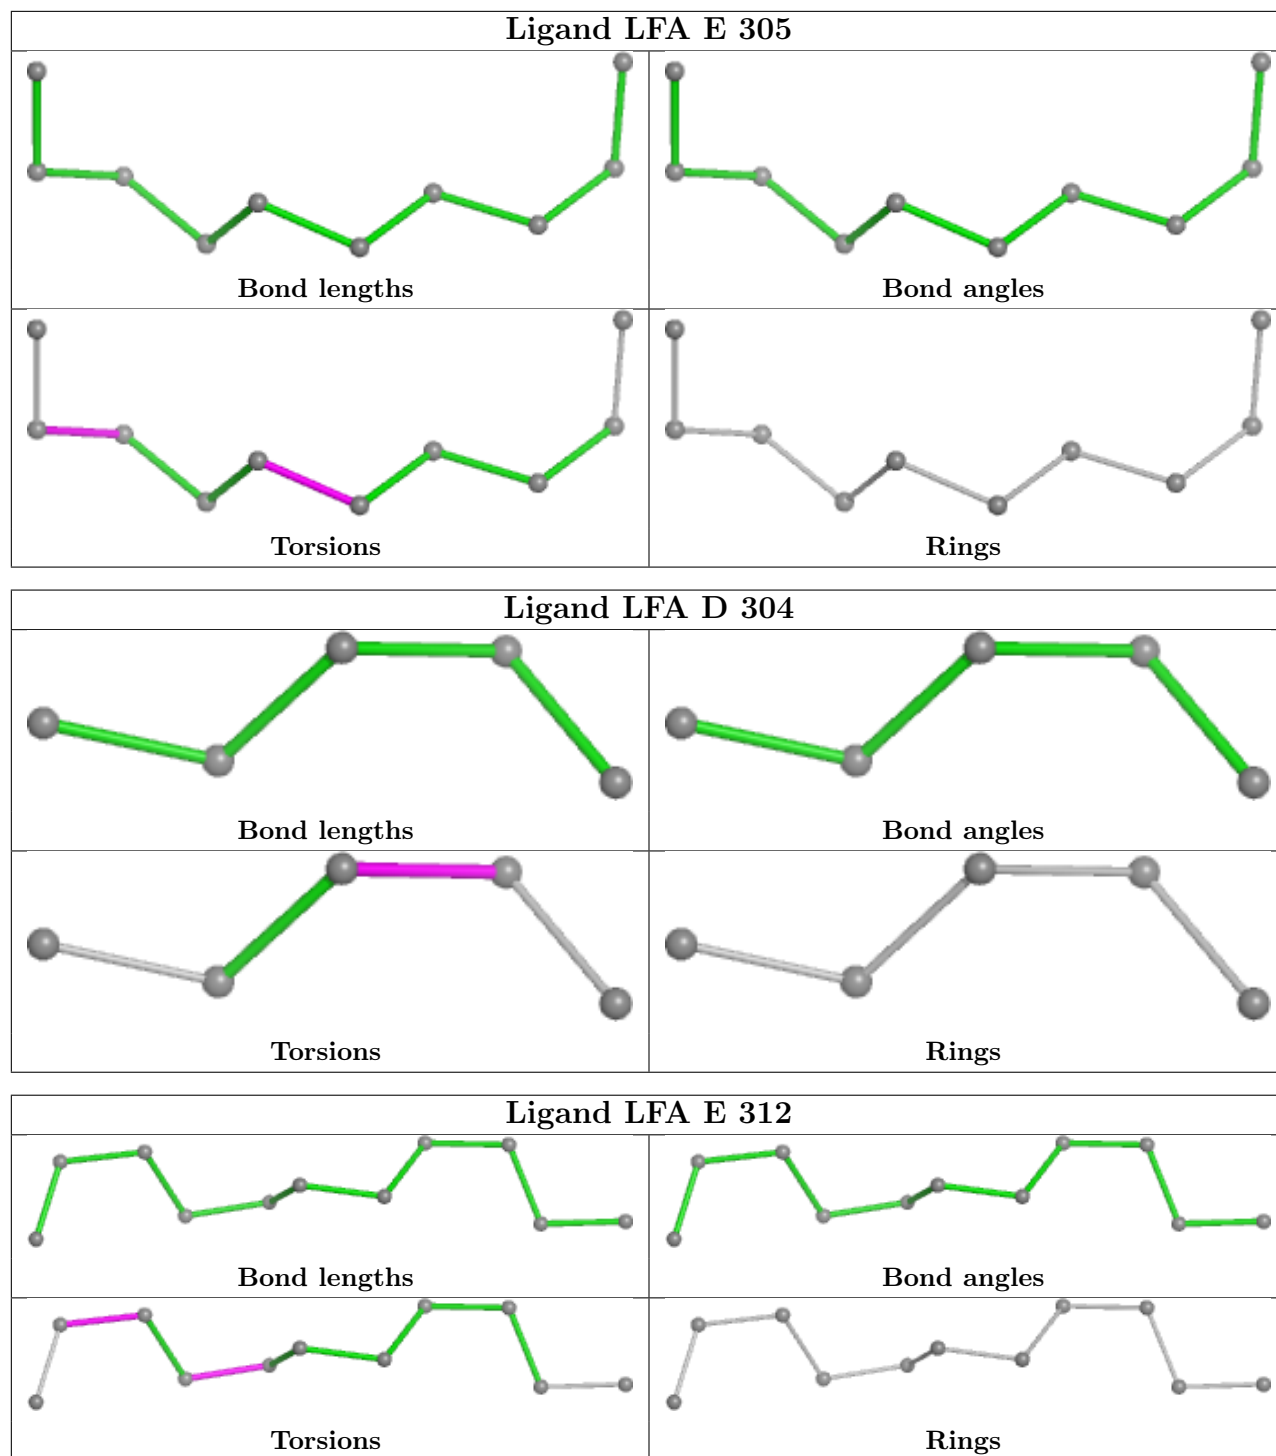 Ligand LFA E 305
Bond lengths
Bond angles
Torsions
Rings
Ligand LFA D 304
Bond lengths
Bond angles
Torsions
Rings
Ligand LFA E 312
Bond lengths
Bond angles
Torsions
Rings